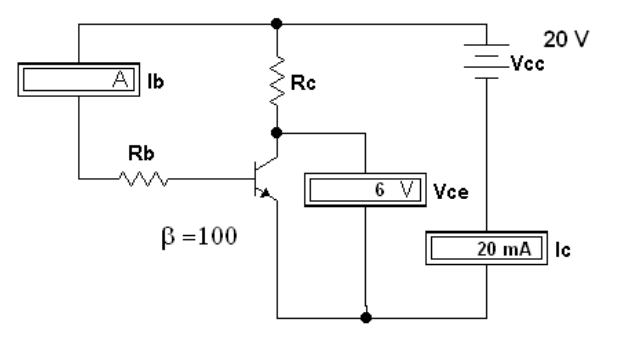 20 V
Vcc
A Ib
Rc
Rb
6 V Vce
β =100
20 mA Ic